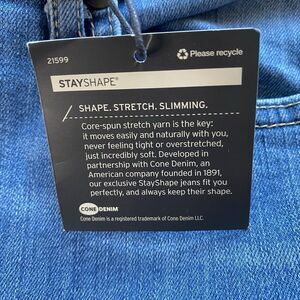 21599
Please recycle
STAYSHAPE®
SHAPE. STRETCH. SLIMMING.
Core-spun stretch yarn is the key:
it moves easily and naturally with you,
never feeling tight or overstretched,
just incredibly soft. Developed in
partnership with Cone Denim, an
American company founded in 1891,
our exclusive StayShape jeans fit you
perfectly, and always keep their shape.
CONE DENIM
Cone Denim is a registered trademark of Cone Denim LLC.